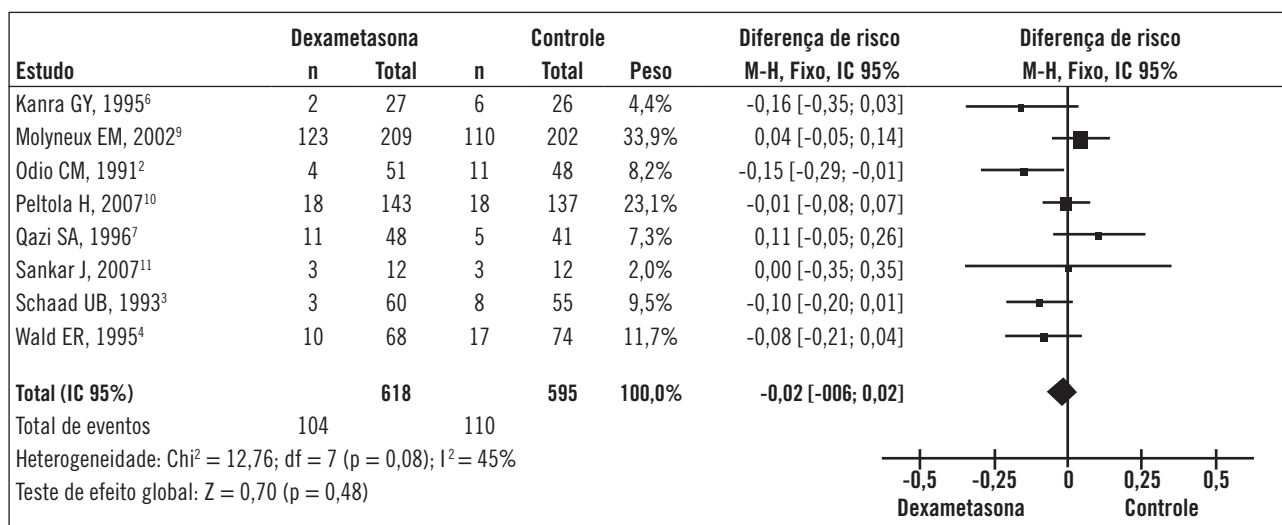 Dexametasona Controle Diferença de risco Diferença de risco
Estudo n Total n Total Peso M-H, Fixo, IC 95% M-H, Fixo, IC 95%
Kanra GY, 1995⁶ 2 27 6 26 4,4% -0,16 [-0,35; 0,03]
Molyneux EM, 2002⁹ 123 209 110 202 33,9% 0,04 [-0,05; 0,14]
Odio CM, 1991² 4 51 11 48 8,2% -0,15 [-0,29; -0,01]
Peltola H, 2007¹⁰ 18 143 18 137 23,1% -0,01 [-0,08; 0,07]
Qazi SA, 1996⁷ 11 48 5 41 7,3% 0,11 [-0,05; 0,26]
Sankar J, 2007¹¹ 3 12 3 12 2,0% 0,00 [-0,35; 0,35]
Schaad UB, 1993³ 3 60 8 55 9,5% -0,10 [-0,20; 0,01]
Wald ER, 1995⁴ 10 68 17 74 11,7% -0,08 [-0,21; 0,04]
Total (IC 95%) 618 595 100,0% -0,02 [-006; 0,02]
Total de eventos 104 110
Heterogeneidade: Chi² = 12,76; df = 7 (p = 0,08); I² = 45%
Teste de efeito global: Z = 0,70 (p = 0,48)
-0,5 -0,25 0 0,25 0,5
Dexametasona Controle